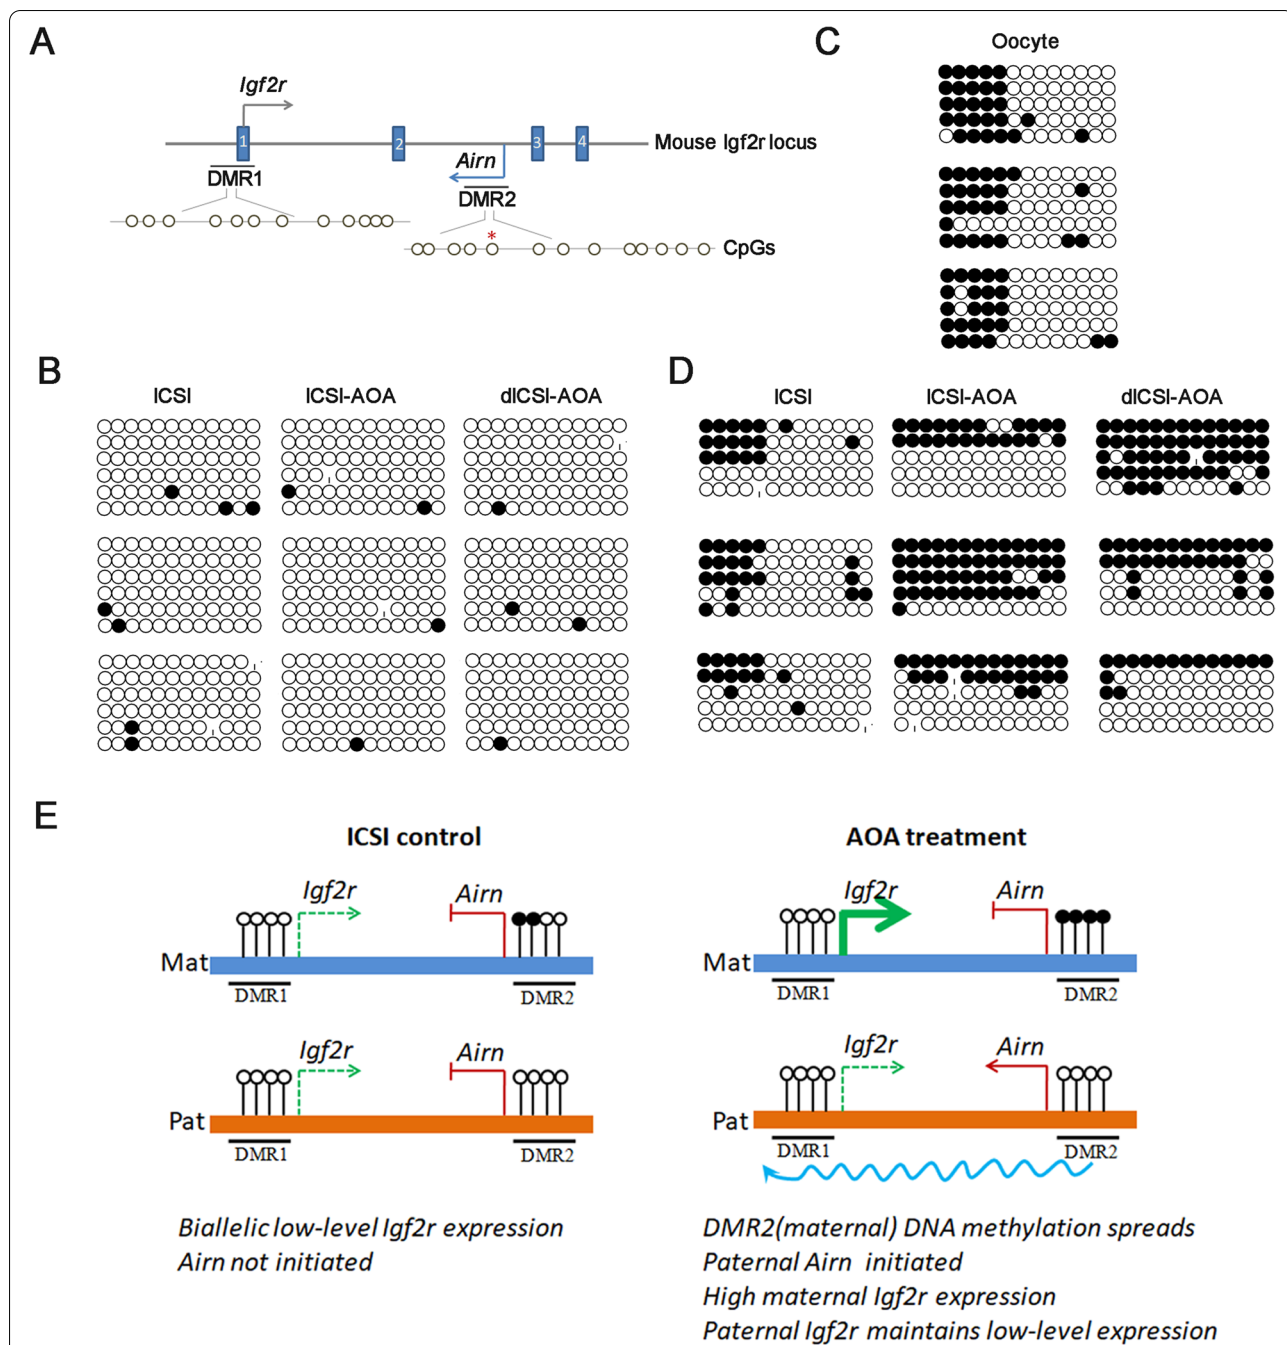 A
Igf2r
1
2
3
4
Mouse Igf2r locus
DMR1
Airn
DMR2
*
CpGs
C
Oocyte
B
ICSI
ICSI-AOA
dICSI-AOA
D
ICSI
ICSI-AOA
dICSI-AOA
E
ICSI control
Igf2r
Airn
Mat
DMR1
DMR2
Igf2r
Airn
Pat
DMR1
DMR2
Biallelic low-level Igf2r expression
Airn not initiated
AOA treatment
Igf2r
Airn
Mat
DMR1
DMR2
Igf2r
Airn
Pat
DMR1
DMR2
DMR2(maternal) DNA methylation spreads
Paternal Airn initiated
High maternal Igf2r expression
Paternal Igf2r maintains low-level expression